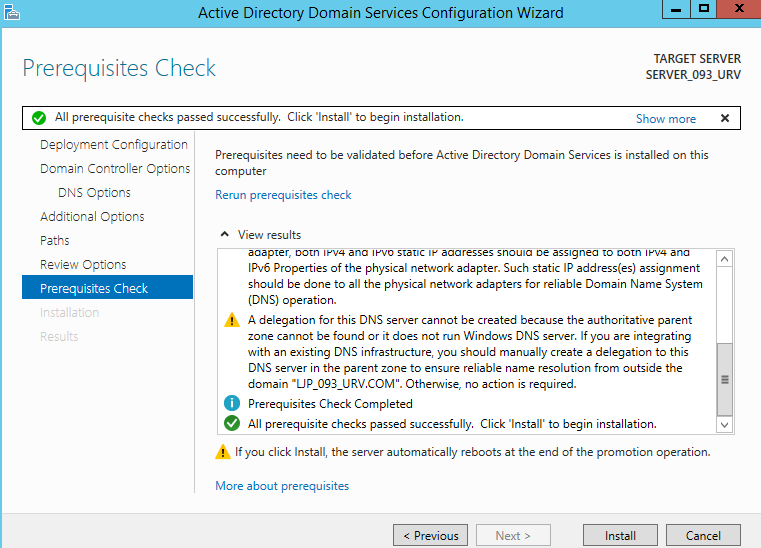 Active Directory Domain Services Configuration Wizard
Prerequisites Check
TARGET SERVER
SERVER_093_URV
All prerequisite checks passed successfully. Click 'Install' to begin installation.
Show more
Deployment Configuration
Domain Controller Options
DNS Options
Additional Options
Paths
Review Options
Prerequisites Check
Installation
Results
Prerequisites need to be validated before Active Directory Domain Services is installed on this
computer
Rerun prerequisites check
View results
adapter, both IPv4 and IPv6 static IP addresses should be assigned to both IPv4 and
IPv6 Properties of the physical network adapter. Such static IP address(es) assignment
should be done to all the physical network adapters for reliable Domain Name System
(DNS) operation.
A delegation for this DNS server cannot be created because the authoritative parent
zone cannot be found or it does not run Windows DNS server. If you are integrating
with an existing DNS infrastructure, you should manually create a delegation to this
DNS server in the parent zone to ensure reliable name resolution from outside the
domain "LJP_093_URV.COM". Otherwise, no action is required.
Prerequisites Check Completed
All prerequisite checks passed successfully. Click 'Install' to begin installation.
If you click Install, the server automatically reboots at the end of the promotion operation.
More about prerequisites
< Previous
Next >
Install
Cancel